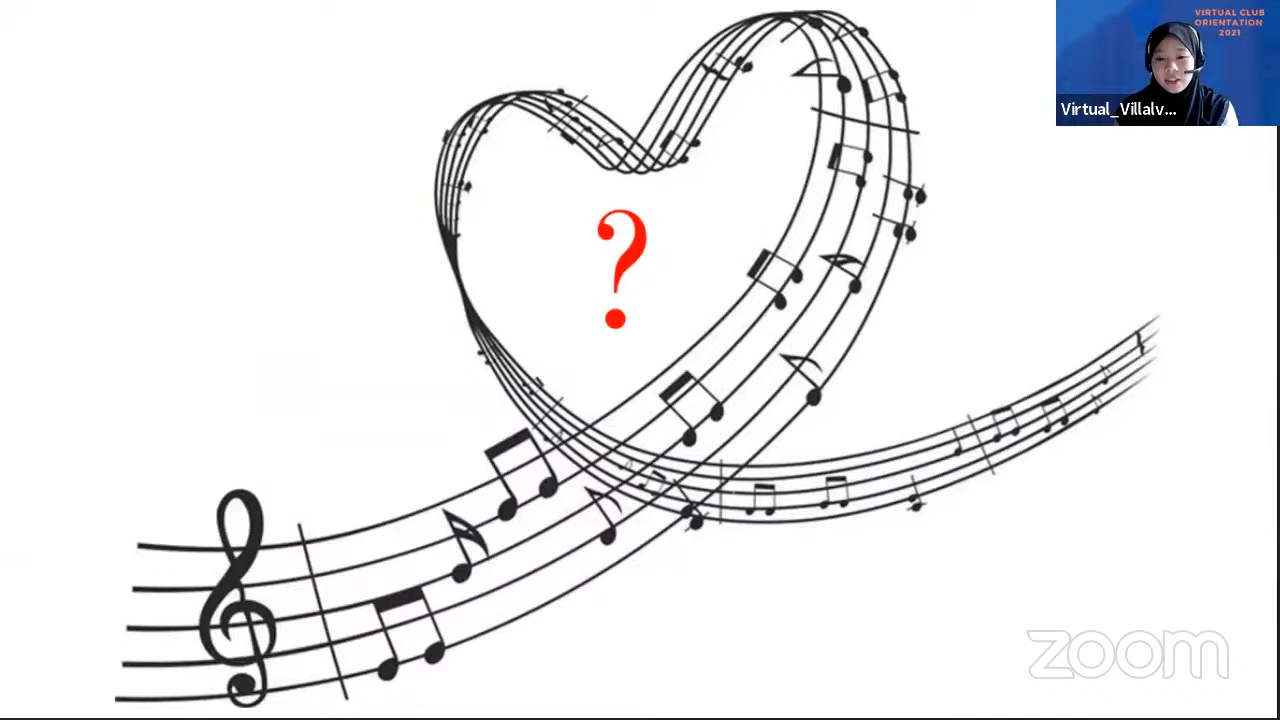 VIRTUAL CLUB
ORIENTATION
2021
Virtual_Villalv...
?
zoom